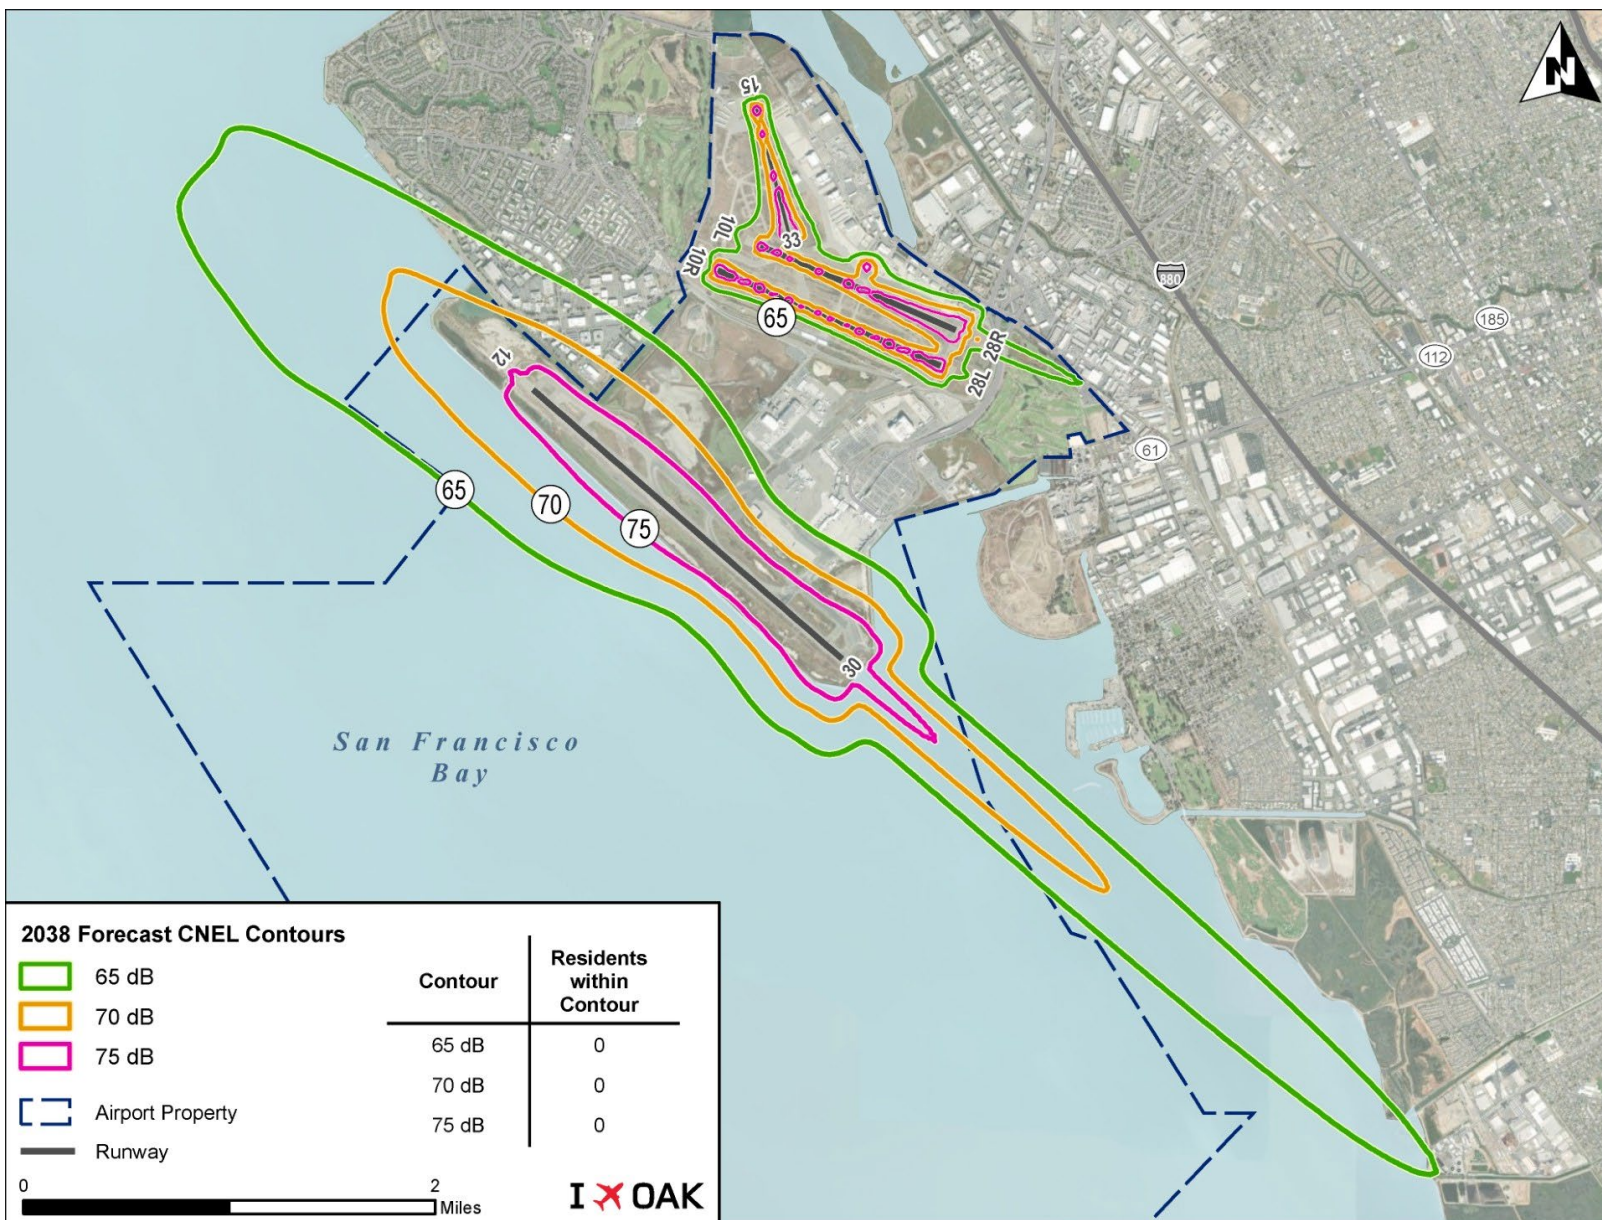 N
15
10L
33
10R
880
65
185
28R
112
28L
12
61
65
70
75
30
San Francisco
Bay
2038 Forecast CNEL Contours
65 dB
70 dB
75 dB
Airport Property
Runway
Contour
Residents
within
Contour
65 dB 0
70 dB 0
75 dB 0
0 2
Miles
I OAK